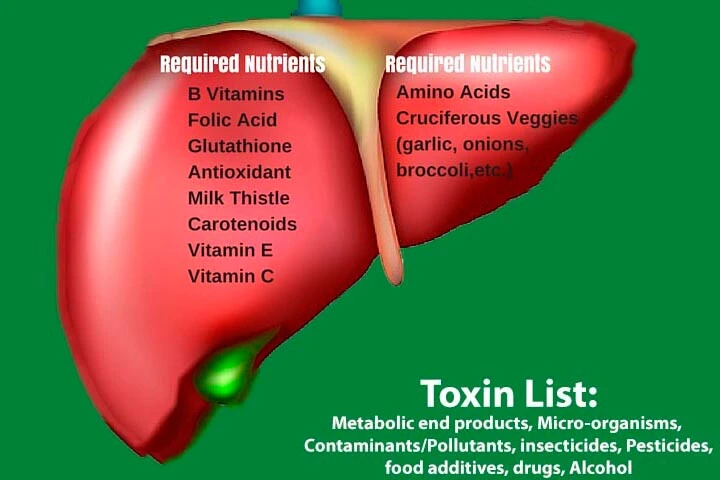 Required Nutrients
B Vitamins
Folic Acid
Glutathione
Antioxidant
Milk Thistle
Carotenoids
Vitamin E
Vitamin C
Required Nutrients
Amino Acids
Cruciferous Veggies
(garlic, onions,
broccoli,etc.)
Toxin List:
Metabolic end products, Micro-organisms,
Contaminants/Pollutants, insecticides, Pesticides,
food additives, drugs, Alcohol